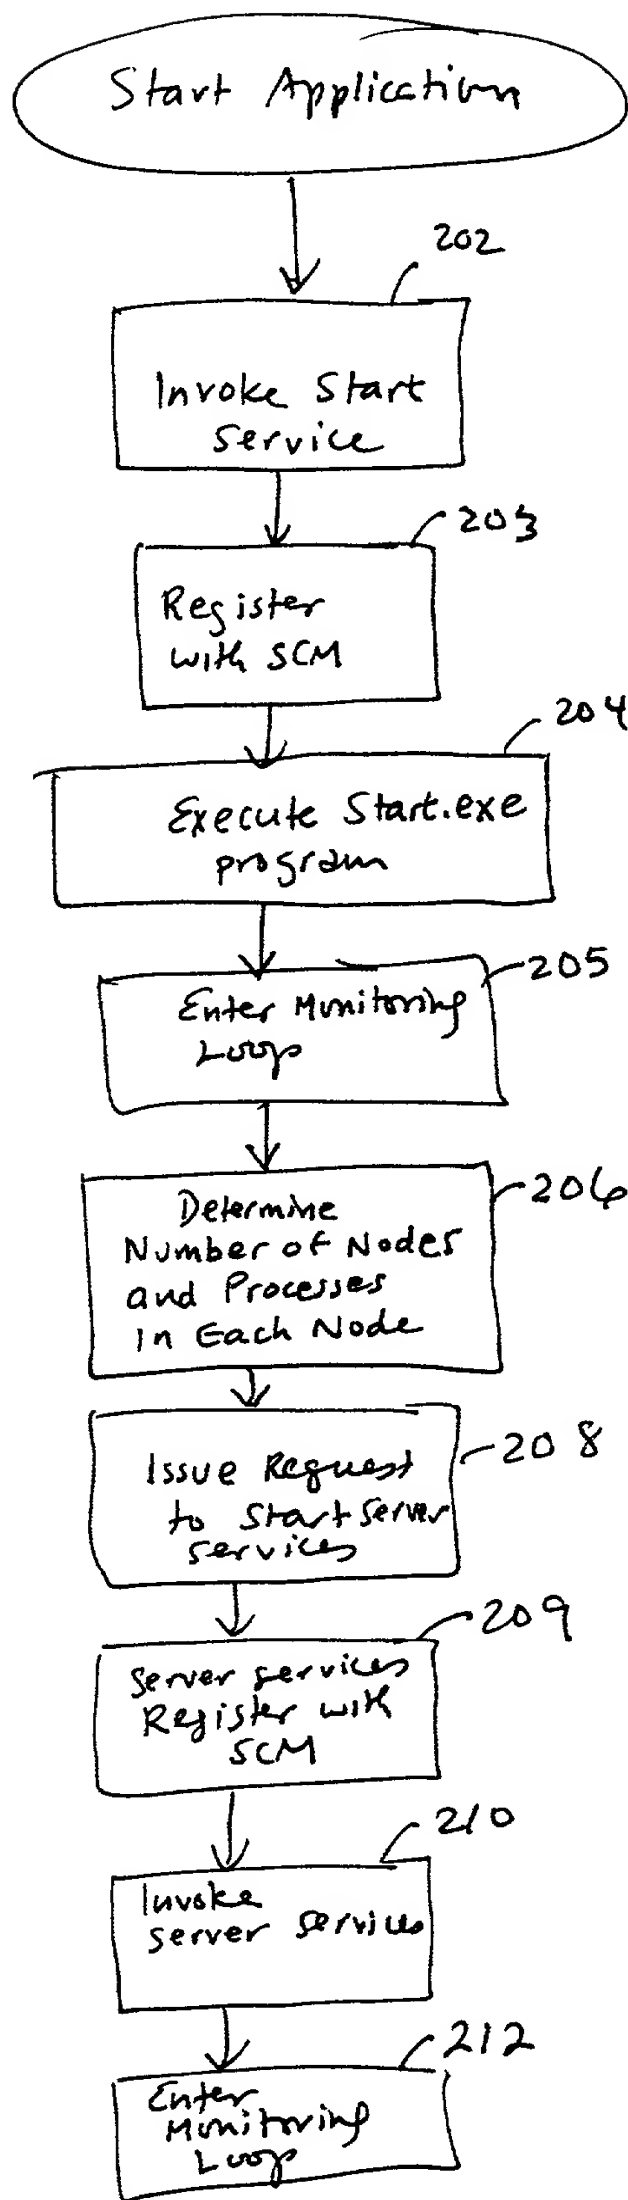 Start Application
202
Invoke Start
Service
203
Register
with SCM
204
Execute Start.exe
program
205
Enter Monitoring
Loop
206
Determine
Number of Nodes
and Processes
in Each Node
208
Issue Request
to Start Server
Services
209
Server Services
Register with
SCM
210
Invoke
Server Services
212
Enter
Monitoring
Loop